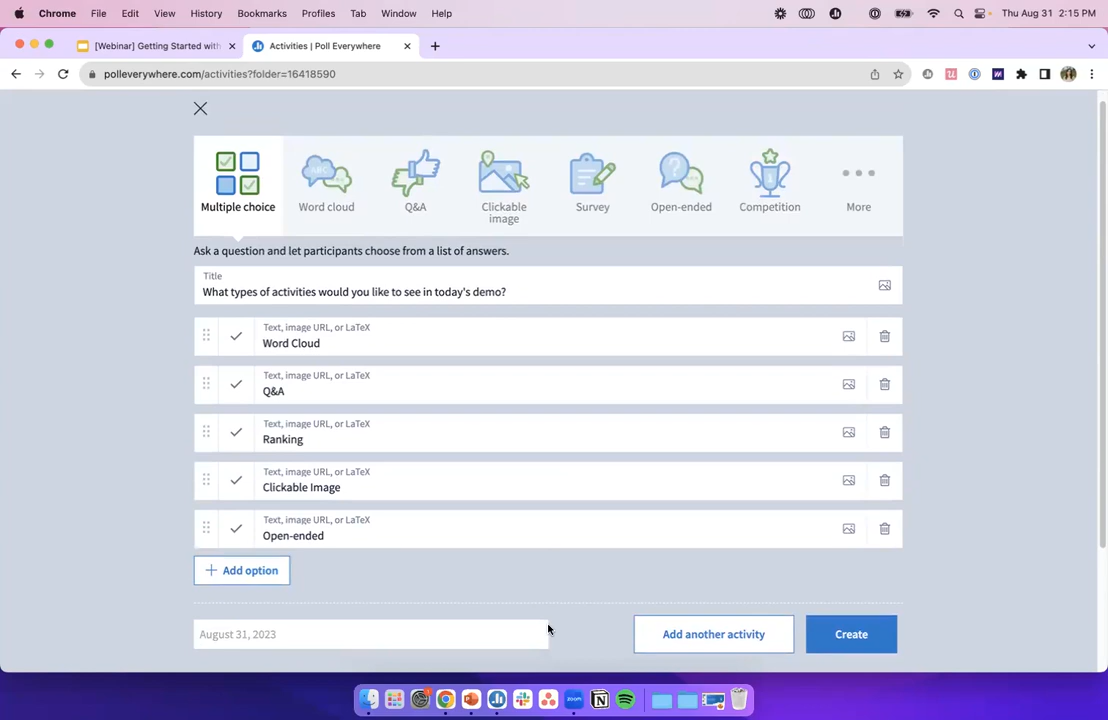 Chrome File Edit View History Bookmarks Profiles Tab Window Help Thu Aug 31 2:15 PM
[Webinar] Getting Started with Activities | Poll Everywhere
polleverywhere.com/activities?folder=16418590
Multiple choice
Word cloud
Q&A
Clickable
image
Survey
Open-ended
Competition
More
Ask a question and let participants choose from a list of answers.
Title
What types of activities would you like to see in today's demo?
Text, image URL, or LaTeX
Word Cloud
Text, image URL, or LaTeX
Q&A
Text, image URL, or LaTeX
Ranking
Text, image URL, or LaTeX
Clickable Image
Text, image URL, or LaTeX
Open-ended
Add option
August 31, 2023
Add another activity
Create
zoom